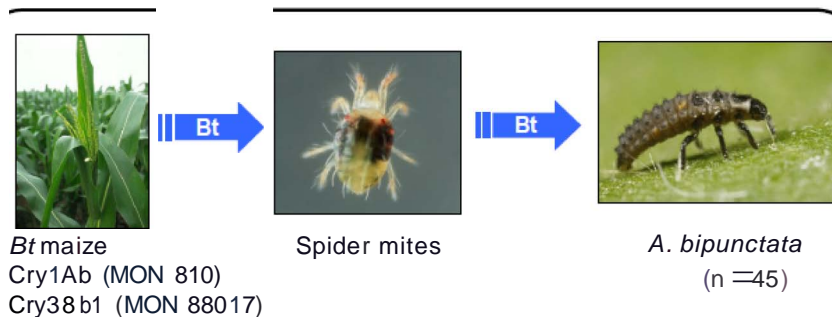 Bt
Bt
Bt maize
Cry1Ab (MON 810)
Cry38b1 (MON 88017)
Spider mites
A. bipunctata
(n =45)